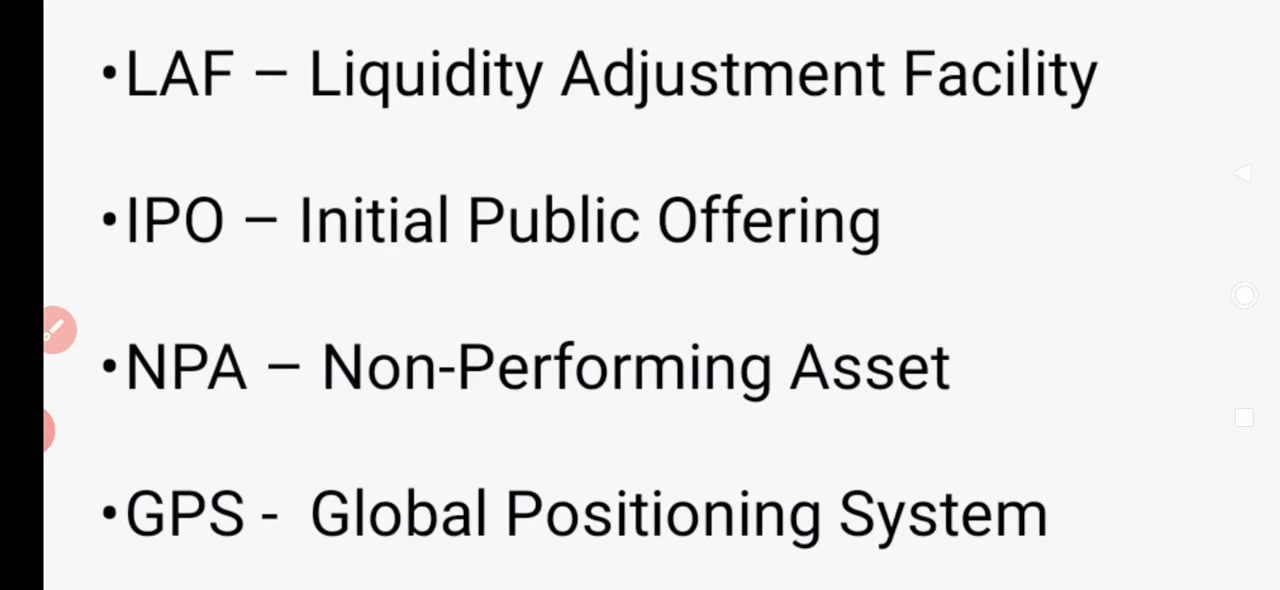 •LAF – Liquidity Adjustment Facility
•IPO – Initial Public Offering
•NPA – Non-Performing Asset
•GPS - Global Positioning System